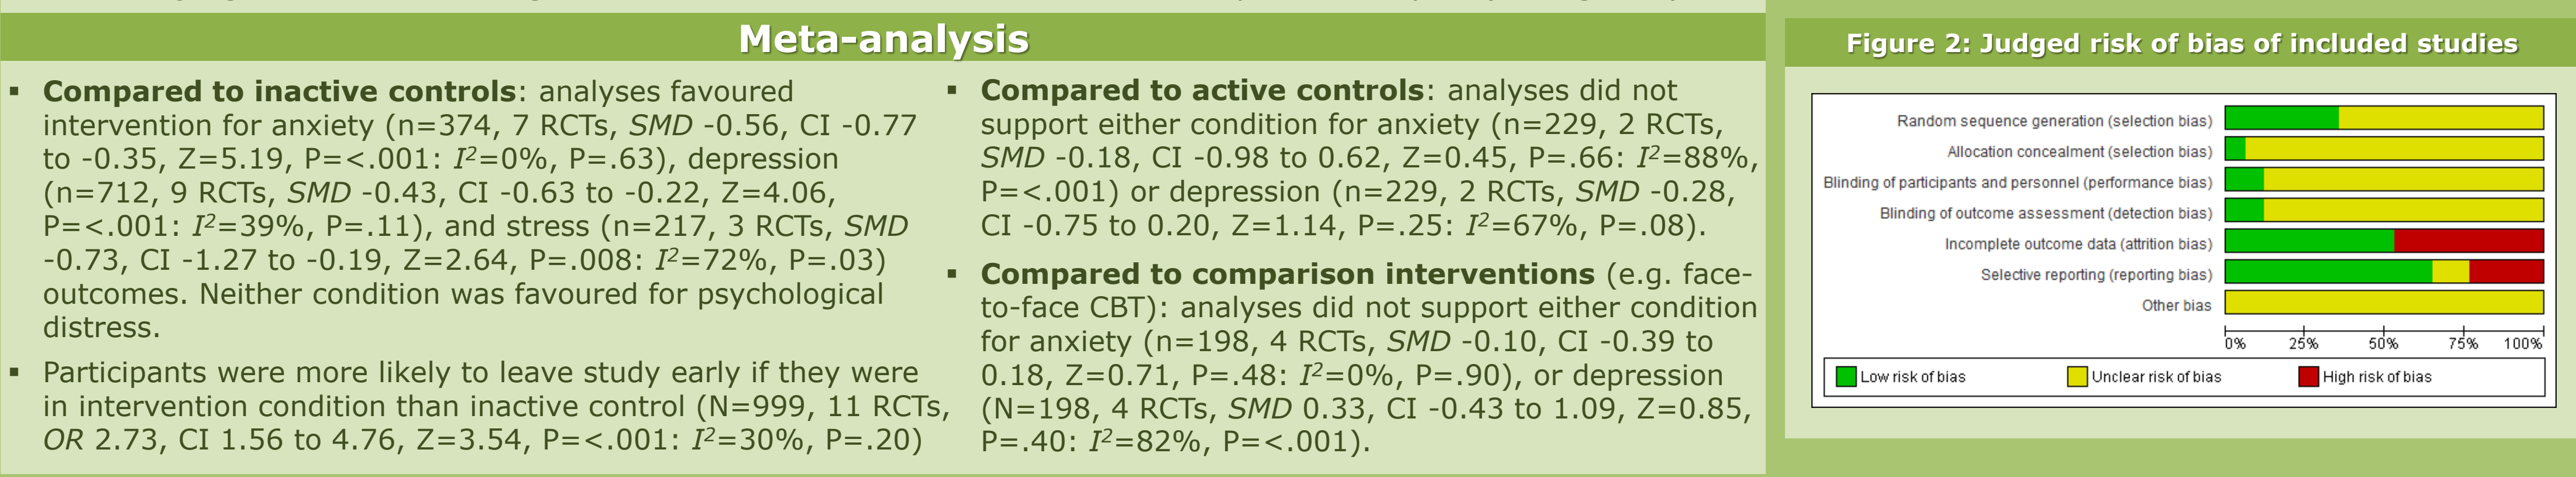 Meta-analysis
▪ Compared to inactive controls: analyses favoured
intervention for anxiety (n=374, 7 RCTs, SMD -0.56, CI -0.77
to -0.35, Z=5.19, P=<.001: I²=0%, P=.63), depression
(n=712, 9 RCTs, SMD -0.43, CI -0.63 to -0.22, Z=4.06,
P=<.001: I²=39%, P=.11), and stress (n=217, 3 RCTs, SMD
-0.73, CI -1.27 to -0.19, Z=2.64, P=.008: I²=72%, P=.03)
outcomes. Neither condition was favoured for psychological
distress.
▪ Participants were more likely to leave study early if they were
in intervention condition than inactive control (N=999, 11 RCTs,
OR 2.73, CI 1.56 to 4.76, Z=3.54, P=<.001: I²=30%, P=.20)
▪ Compared to active controls: analyses did not
support either condition for anxiety (n=229, 2 RCTs,
SMD -0.18, CI -0.98 to 0.62, Z=0.45, P=.66: I²=88%,
P=<.001) or depression (n=229, 2 RCTs, SMD -0.28,
CI -0.75 to 0.20, Z=1.14, P=.25: I²=67%, P=.08).
▪ Compared to comparison interventions (e.g. face-
to-face CBT): analyses did not support either condition
for anxiety (n=198, 4 RCTs, SMD -0.10, CI -0.39 to
0.18, Z=0.71, P=.48: I²=0%, P=.90), or depression
(N=198, 4 RCTs, SMD 0.33, CI -0.43 to 1.09, Z=0.85,
P=.40: I²=82%, P=<.001).
Figure 2: Judged risk of bias of included studies
Random sequence generation (selection bias)
Allocation concealment (selection bias)
Blinding of participants and personnel (performance bias)
Blinding of outcome assessment (detection bias)
Incomplete outcome data (attrition bias)
Selective reporting (reporting bias)
Other bias
0% 25% 50% 75% 100%
Low risk of bias Unclear risk of bias High risk of bias